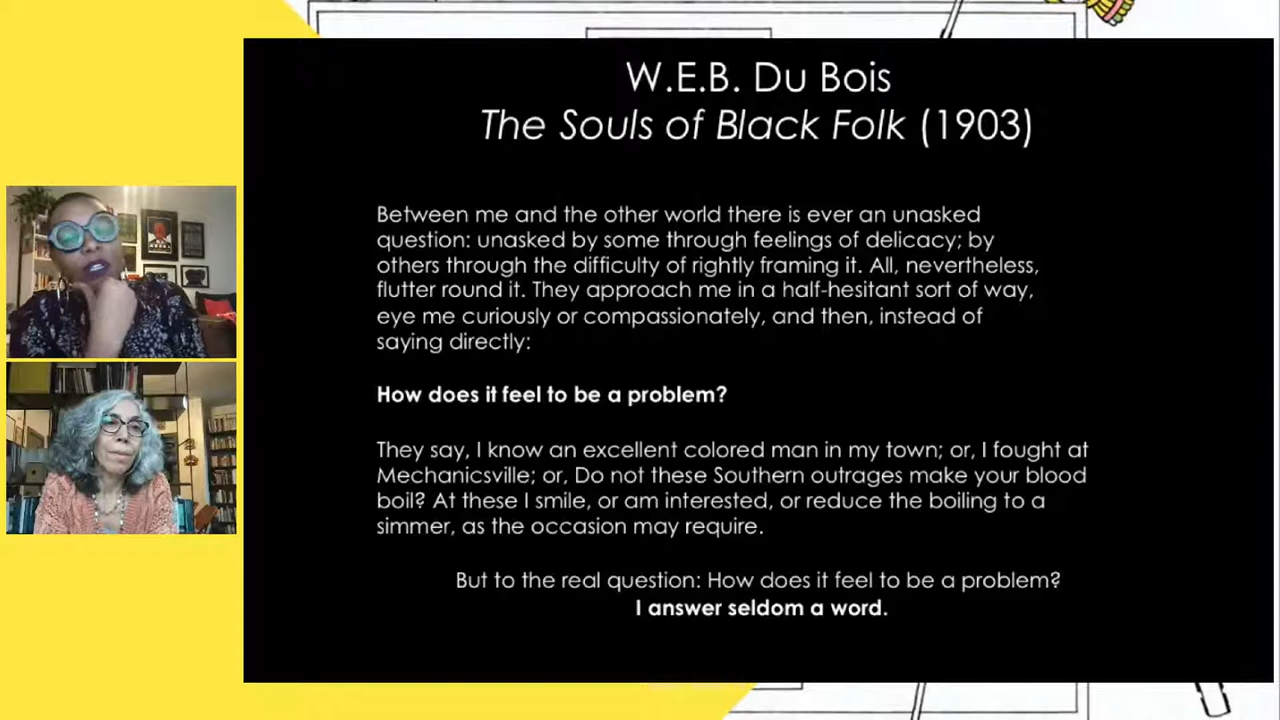 W.E.B. Du Bois
The Souls of Black Folk (1903)
Between me and the other world there is ever an unasked
question: unasked by some through feelings of delicacy; by
others through the difficulty of rightly framing it. All, nevertheless,
flutter round it. They approach me in a half-hesitant sort of way,
eye me curiously or compassionately, and then, instead of
saying directly:
How does it feel to be a problem?
They say, I know an excellent colored man in my town; or, I fought at
Mechanicsville; or, Do not these Southern outrages make your blood
boil? At these I smile, or am interested, or reduce the boiling to a
simmer, as the occasion may require.
But to the real question: How does it feel to be a problem?
I answer seldom a word.